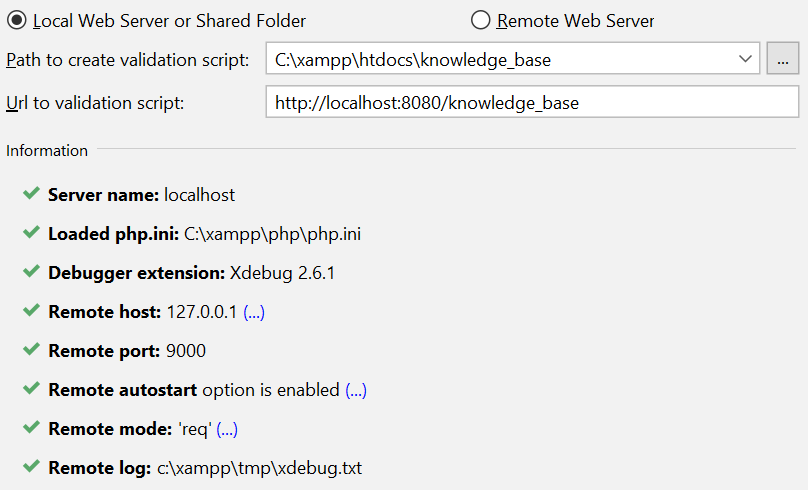 Local Web Server or Shared Folder Remote Web Server
Path to create validation script: C:\xampp\htdocs\knowledge_base ...
Url to validation script: http://localhost:8080/knowledge_base
Information
Server name: localhost
Loaded php.ini: C:\xampp\php\php.ini
Debugger extension: Xdebug 2.6.1
Remote host: 127.0.0.1 (...)
Remote port: 9000
Remote autostart option is enabled (...)
Remote mode: 'req' (...)
Remote log: c:\xampp\tmp\xdebug.txt